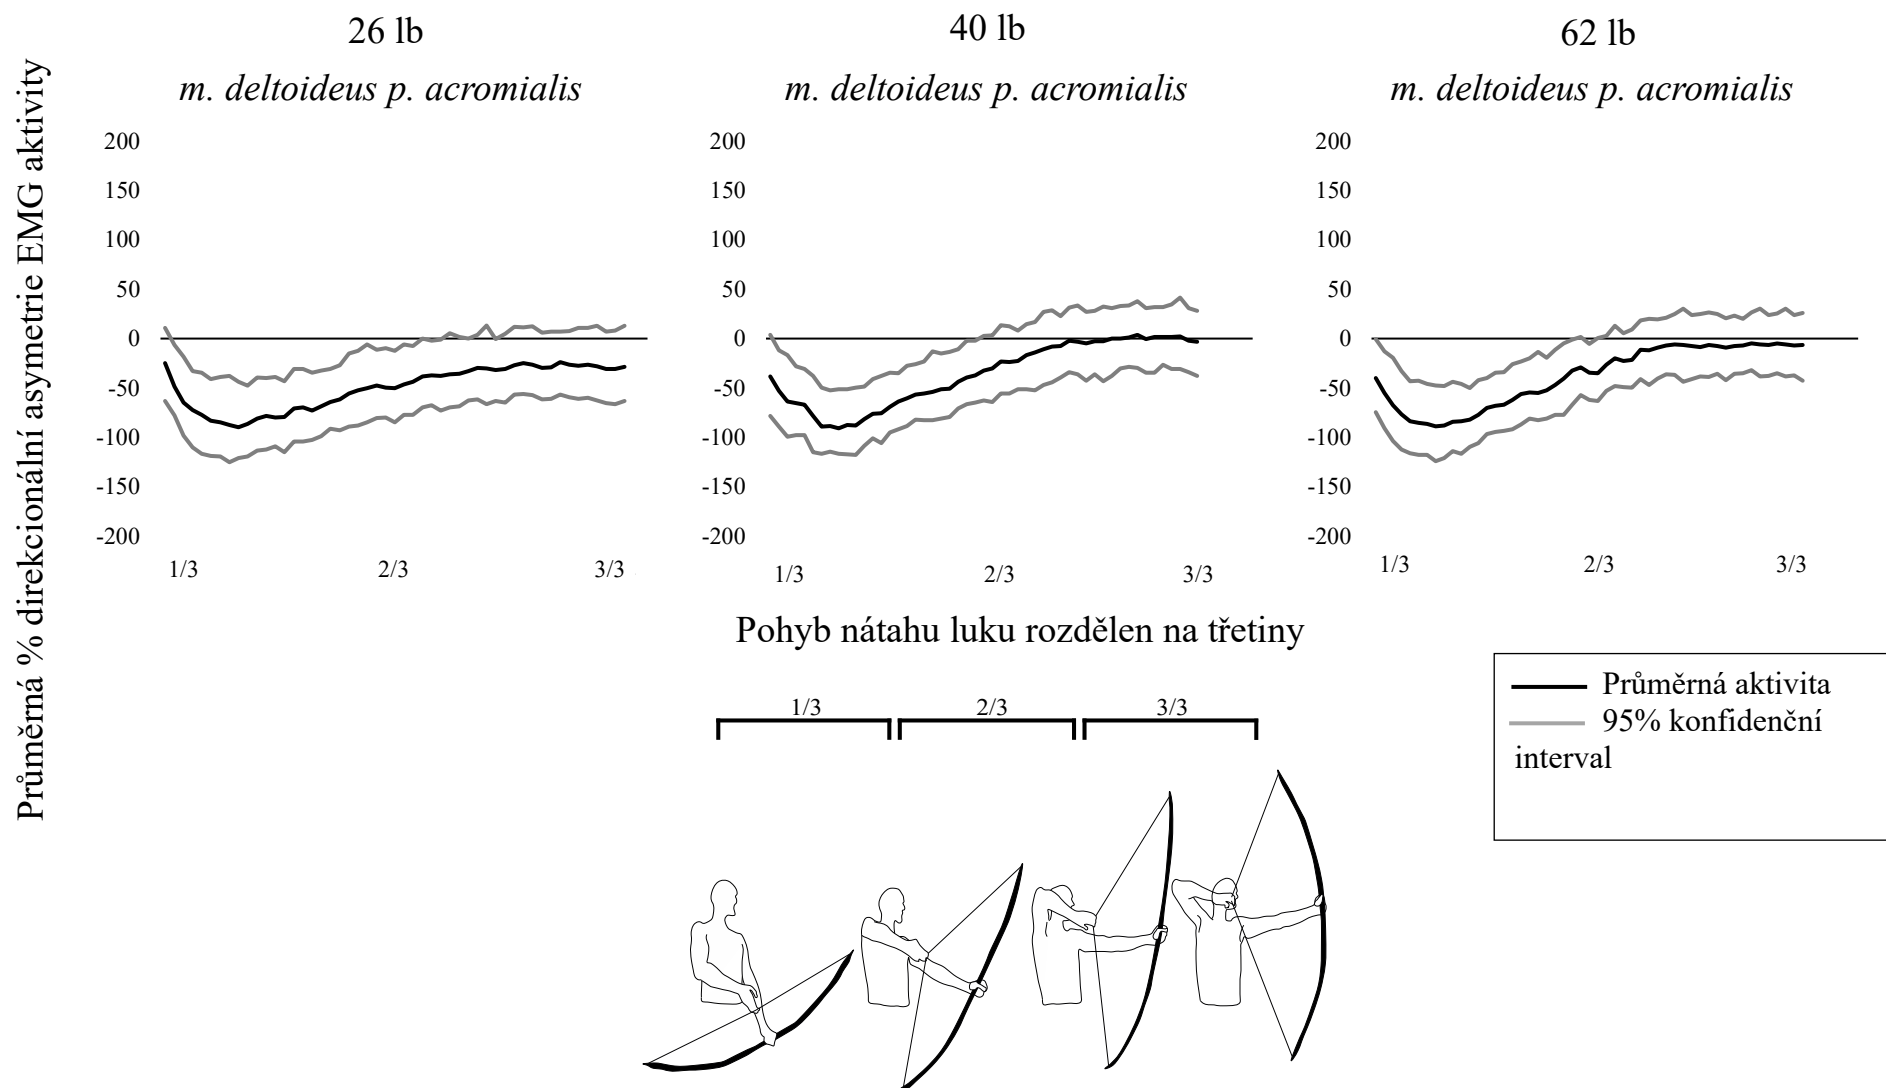 Průměrná % direkcionální asymetrie EMG aktivity
26 lb
m. deltoideus p. acromialis
200
150
100
50
0
-50
-100
-150
-200
1/3 2/3 3/3
40 lb
m. deltoideus p. acromialis
200
150
100
50
0
-50
-100
-150
-200
1/3 2/3 3/3
62 lb
m. deltoideus p. acromialis
200
150
100
50
0
-50
-100
-150
-200
1/3 2/3 3/3
Pohyb nátahu luku rozdělen na třetiny
Průměrná aktivita
95% konfidenční
interval
1/3 2/3 3/3